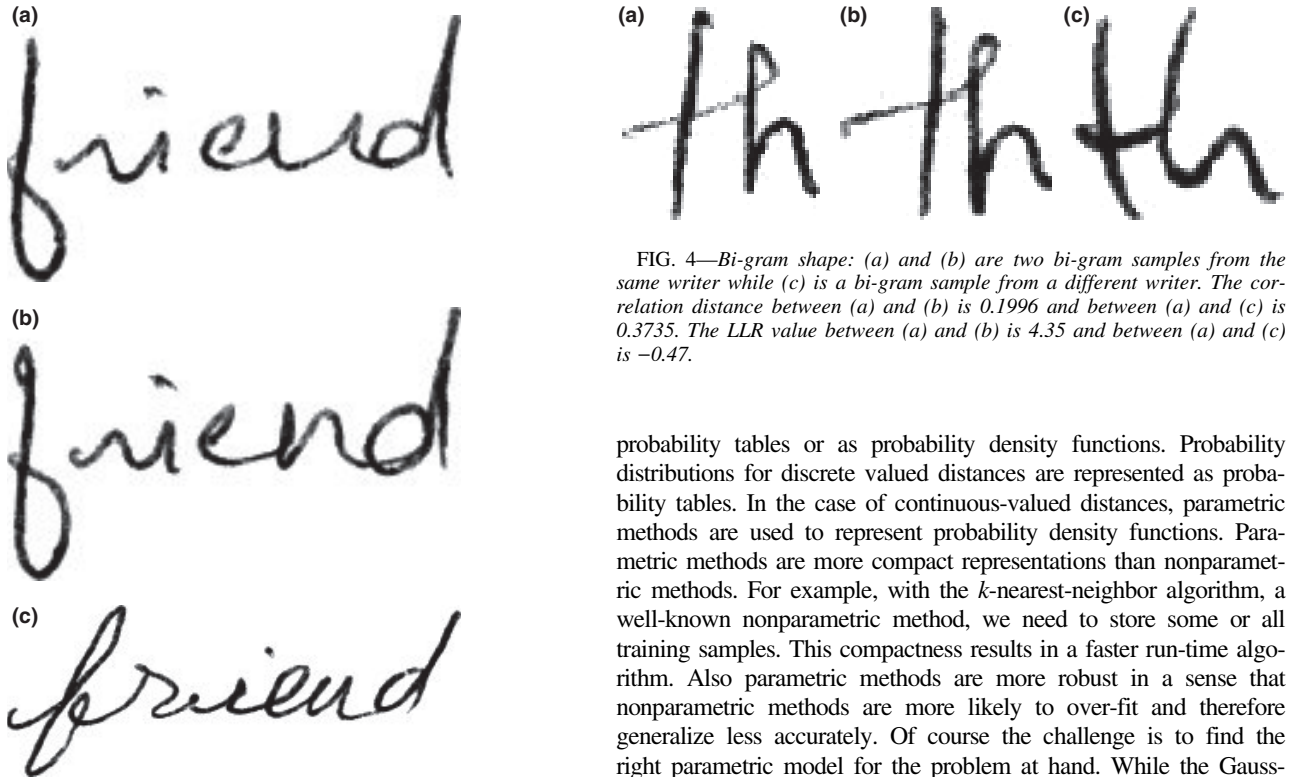 (a)
friend
(b)
friend
(c)
friend
(a) (b) (c)
th th th
FIG. 4—Bi-gram shape: (a) and (b) are two bi-gram samples from the
same writer while (c) is a bi-gram sample from a different writer. The cor-
relation distance between (a) and (b) is 0.1996 and between (a) and (c) is
0.3735. The LLR value between (a) and (b) is 4.35 and between (a) and (c)
is −0.47.
probability tables or as probability density functions. Probability
distributions for discrete valued distances are represented as proba-
bility tables. In the case of continuous-valued distances, parametric
methods are used to represent probability density functions. Para-
metric methods are more compact representations than nonparamet-
ric methods. For example, with the k-nearest-neighbor algorithm, a
well-known nonparametric method, we need to store some or all
training samples. This compactness results in a faster run-time algo-
rithm. Also parametric methods are more robust in a sense that
nonparametric methods are more likely to over-fit and therefore
generalize less accurately. Of course the challenge is to find the
right parametric model for the problem at hand. While the Gauss-